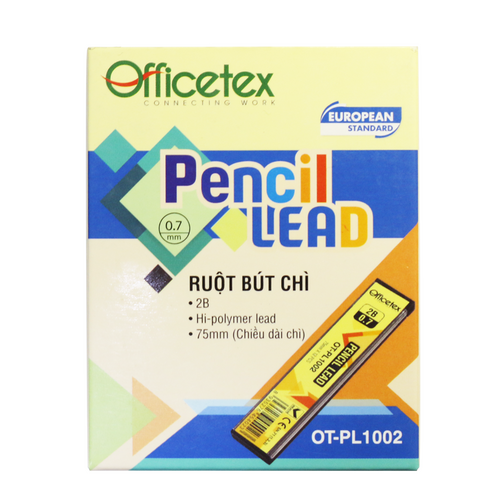 Officetex
CONNECTING WORK
EUROPEAN
STANDARD
Pencil
LEAD
0.7
mm
RUỘT BÚT CHÌ
• 2B
• Hi-polymer lead
• 75mm (Chiều dài chì)
Officetex
2B
0.7
OT-PL1002
PENCIL LEAD
OT-PL1002